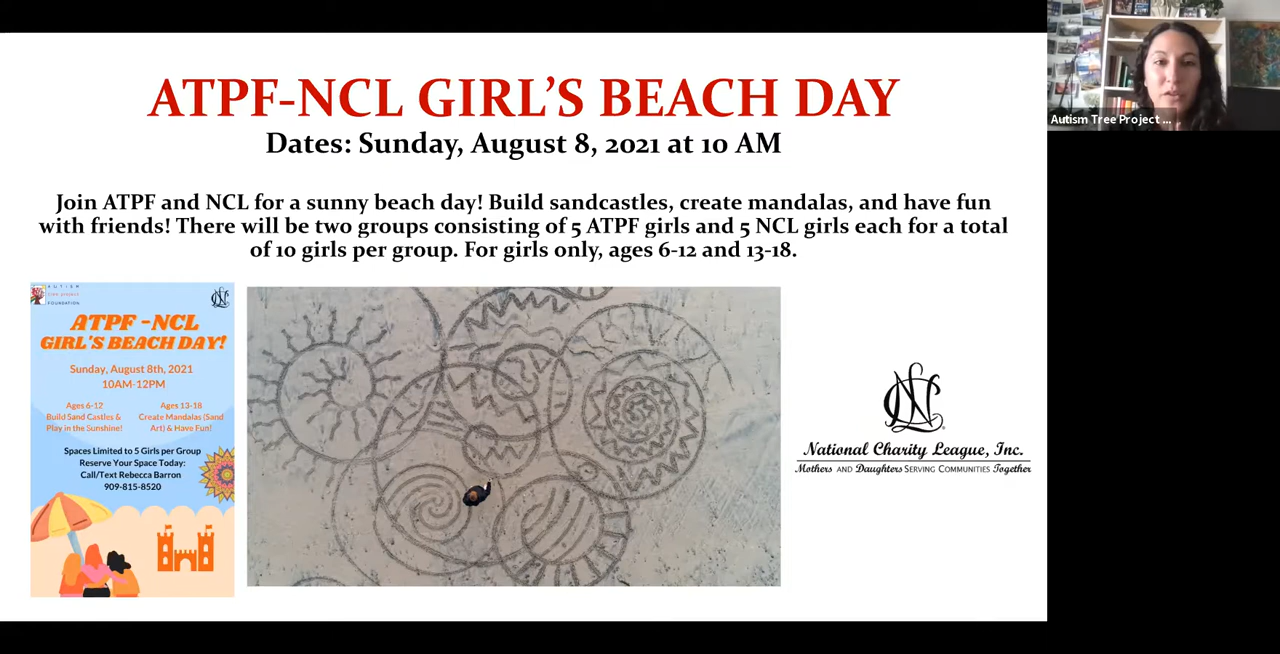 ATPF-NCL GIRL'S BEACH DAY
Dates: Sunday, August 8, 2021 at 10 AM
Join ATPF and NCL for a sunny beach day! Build sandcastles, create mandalas, and have fun
with friends! There will be two groups consisting of 5 ATPF girls and 5 NCL girls each for a total
of 10 girls per group. For girls only, ages 6-12 and 13-18.
AUTISM
tree project
FOUNDATION
NCL
ATPF -NCL
GIRL'S BEACH DAY!
Sunday, August 8th, 2021
10AM-12PM
Ages 6-12
Build Sand Castles &
Play in the Sunshine!
Ages 13-18
Create Mandalas (Sand
Art) & Have Fun!
Spaces Limited to 5 Girls per Group
Reserve Your Space Today:
Call/Text Rebecca Barron
909-815-8520
NCL
National Charity League, Inc.
Mothers AND Daughters SERVING COMMUNITIES Together
Autism Tree Project ...